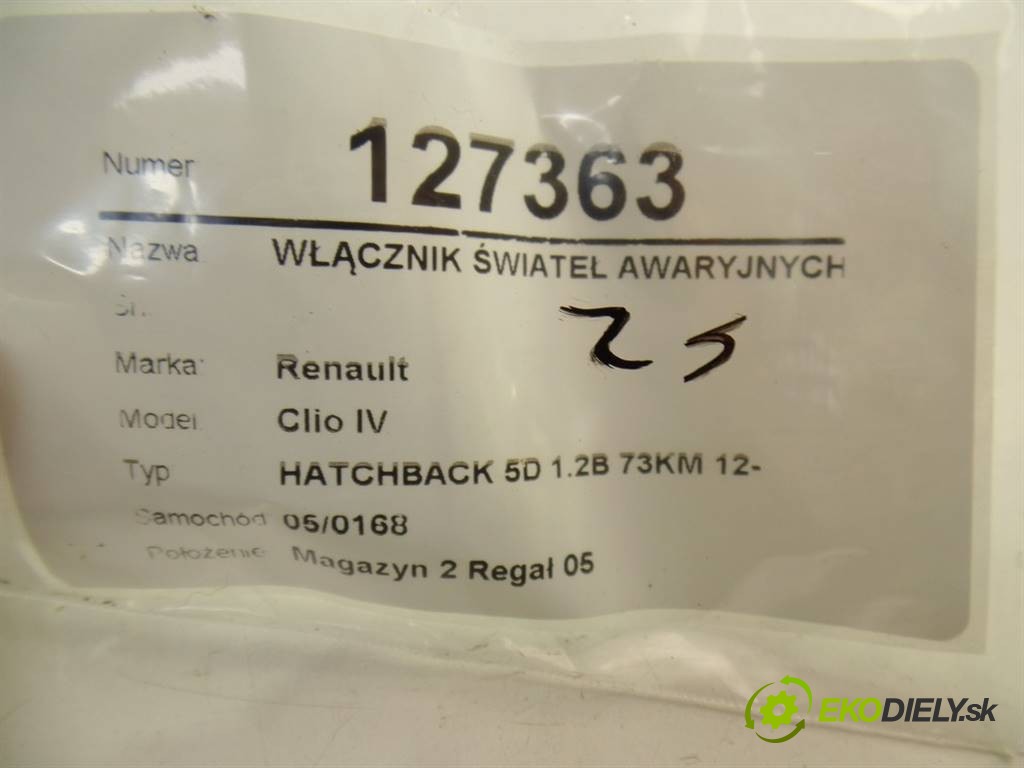 Numer 127363
Nazwa WŁĄCZNIK ŚWIATEŁ AWARYJNYCH
Marka: Renault
Model Clio IV
Typ HATCHBACK 5D 1.2B 73KM 12-
Samochód 05/0168
Położenie Magazyn 2 Regał 05
EKODIELY.sk